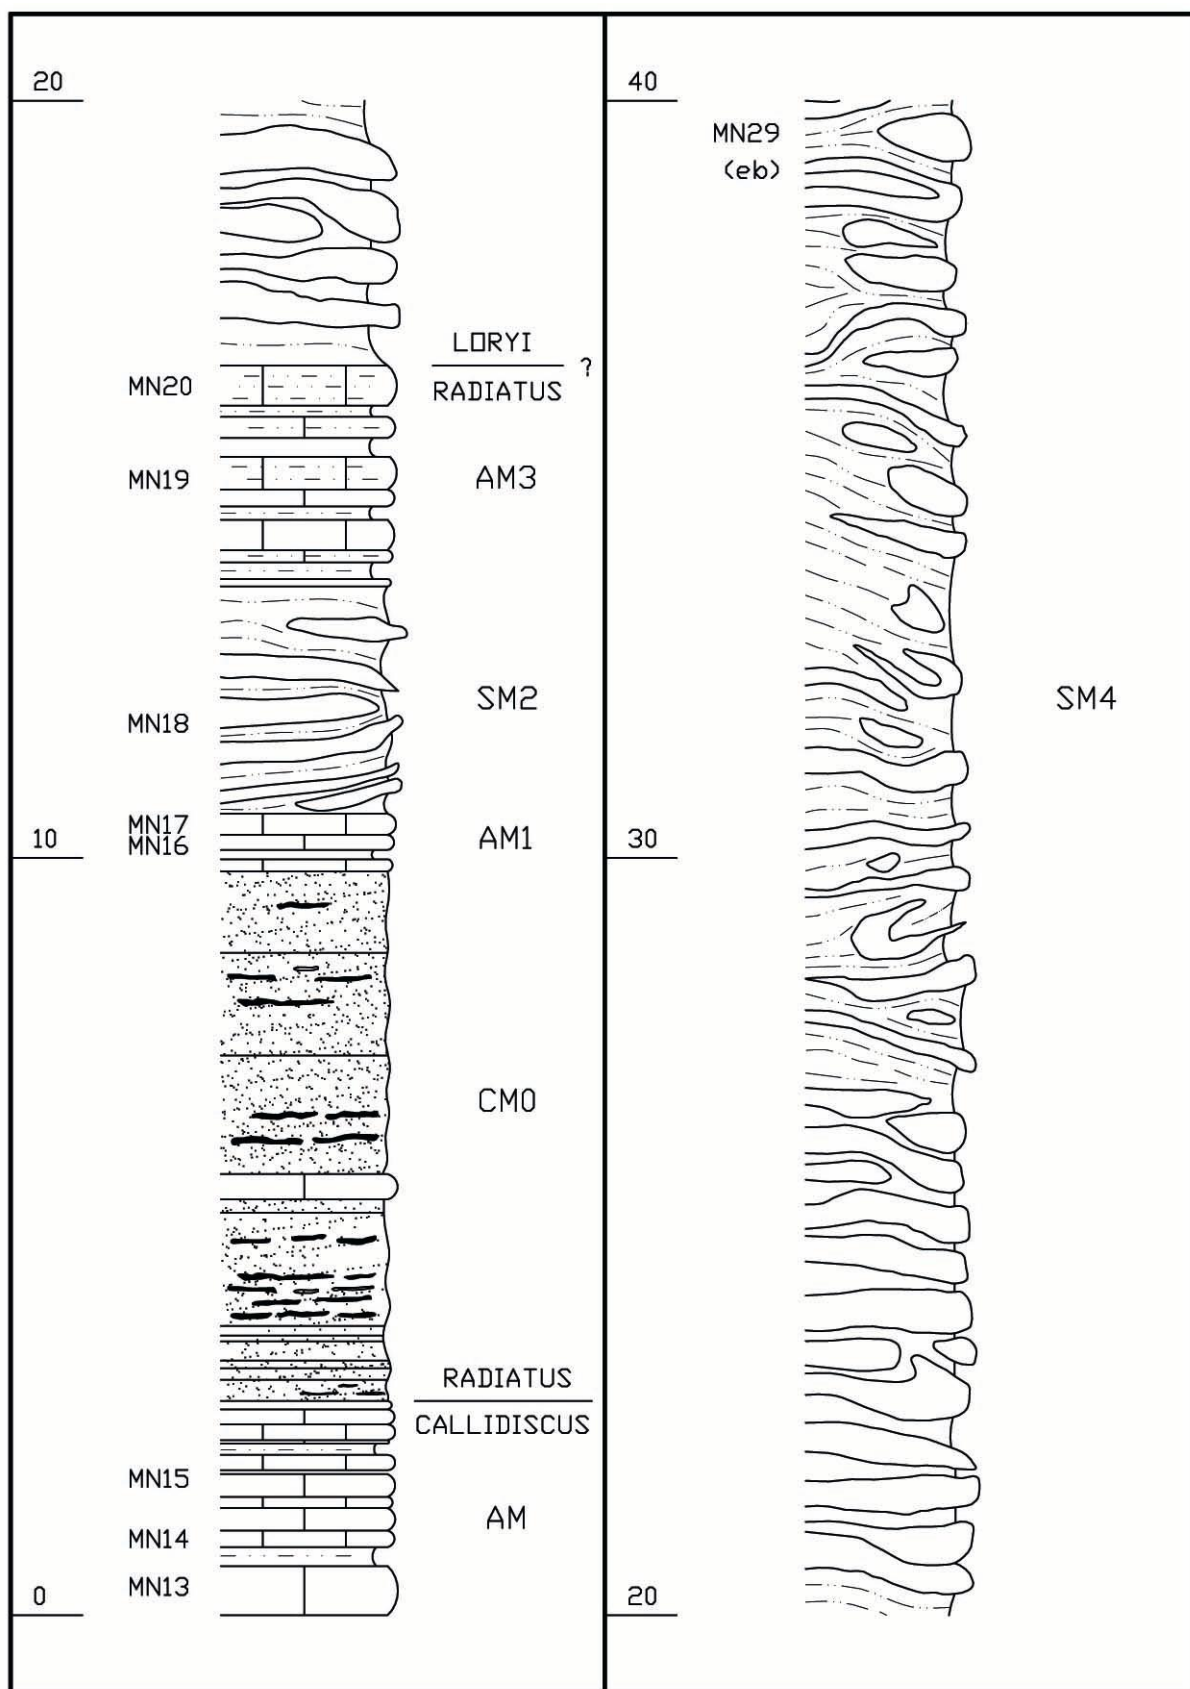 20
LORYI
?
MN20
RADIATUS
MN19
AM3
SM2
MN18
MN17
MN16
AM1
10
CM0
RADIATUS
CALLIDISCUS
MN15
AM
MN14
MN13
0
40
MN29
(eb)
SM4
30
20